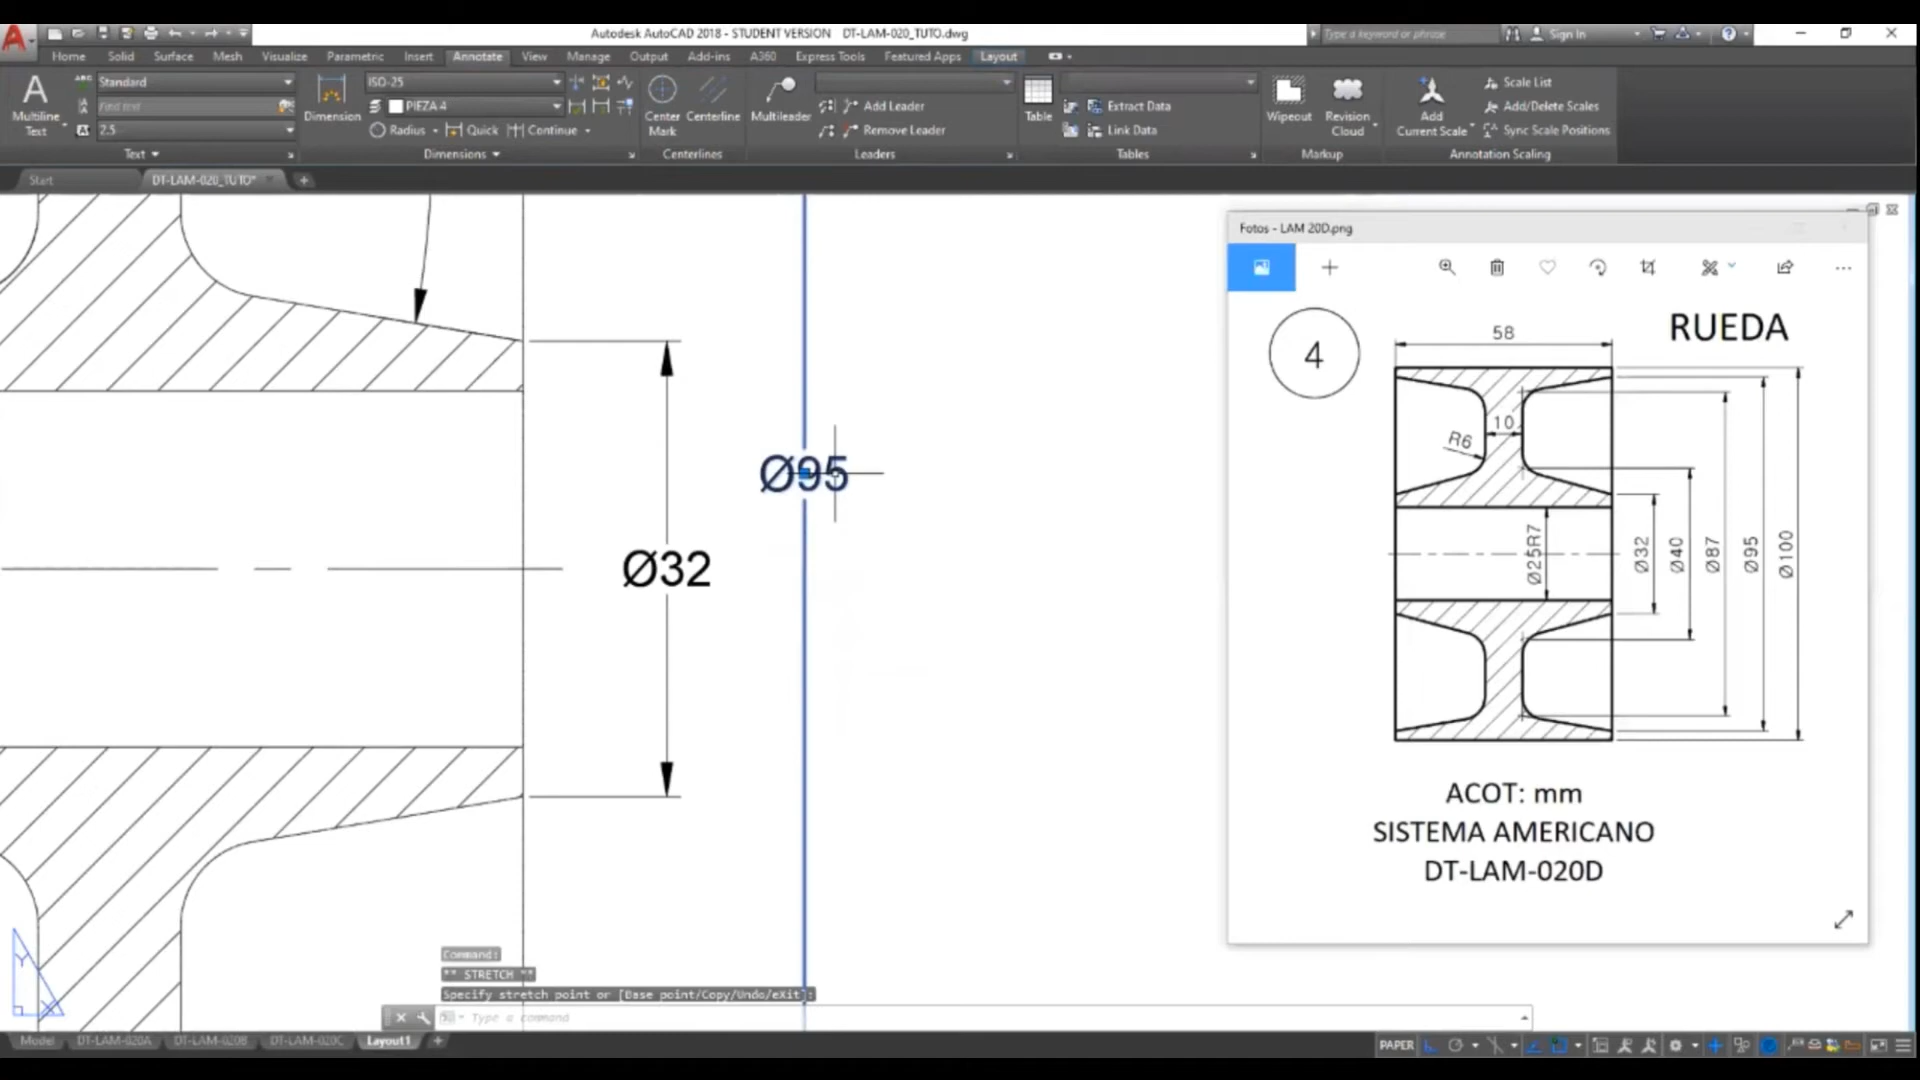 Autodesk AutoCAD 2018 - STUDENT VERSION DT-LAM-020_TUTO.dwg
Type a keyword or phrase
Sign In
Home Solid Surface Mesh Visualize Parametric Insert Annotate View Manage Output Add-ins A360 Express Tools Featured Apps Layout
Multiline Text
Standard
Find text
2.5
Text
Dimension
ISO-25
PIEZA 4
Radius Quick Continue
Dimensions
Center Mark
Centerline
Centerlines
Multileader
Add Leader
Remove Leader
Leaders
Table
Extract Data
Link Data
Tables
Wipeout
Revision Cloud
Markup
Add Current Scale
Scale List
Add/Delete Scales
Sync Scale Positions
Annotation Scaling
Start
DT-LAM-020_TUTO*
Ø95
Ø32
Fotos - LAM 20D.png
4
RUEDA
58
10
R6
Ø25R7
Ø32
Ø40
Ø87
Ø95
Ø100
ACOT: mm
SISTEMA AMERICANO
DT-LAM-020D
Y
X
Command:
** STRETCH **
Specify stretch point or [Base point/Copy/Undo/eXit]:
Type a command
Model DT-LAM-020A DT-LAM-020B DT-LAM-020C Layout1
PAPER